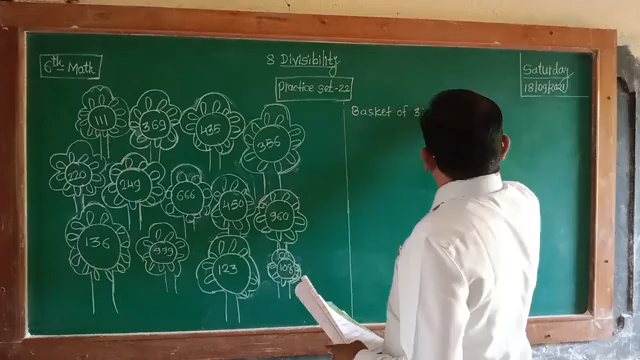 6th Math
8 Divisibility
Practice Set-22
Saturday
18/09/2021
Basket of 3
111
369
435
356
220
249
666
450
960
136
999
123
108